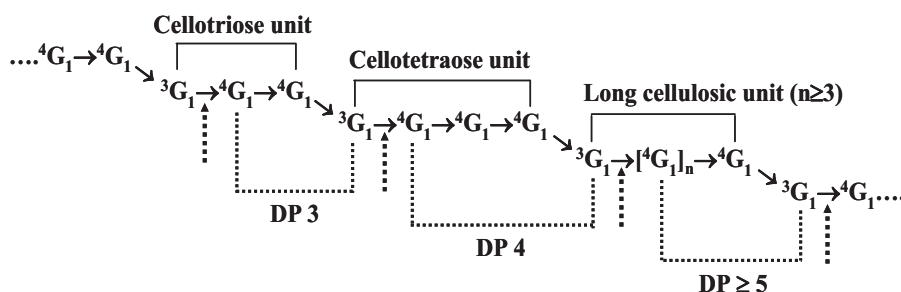 Cellotriose unit
....⁴G₁→⁴G₁
Cellotetraose unit
³G₁→⁴G₁→⁴G₁
Long cellulosic unit (n≥3)
³G₁→⁴G₁→⁴G₁→⁴G₁
³G₁→[⁴G₁]ₙ→⁴G₁
³G₁→⁴G₁....
DP 3
DP 4
DP ≥ 5